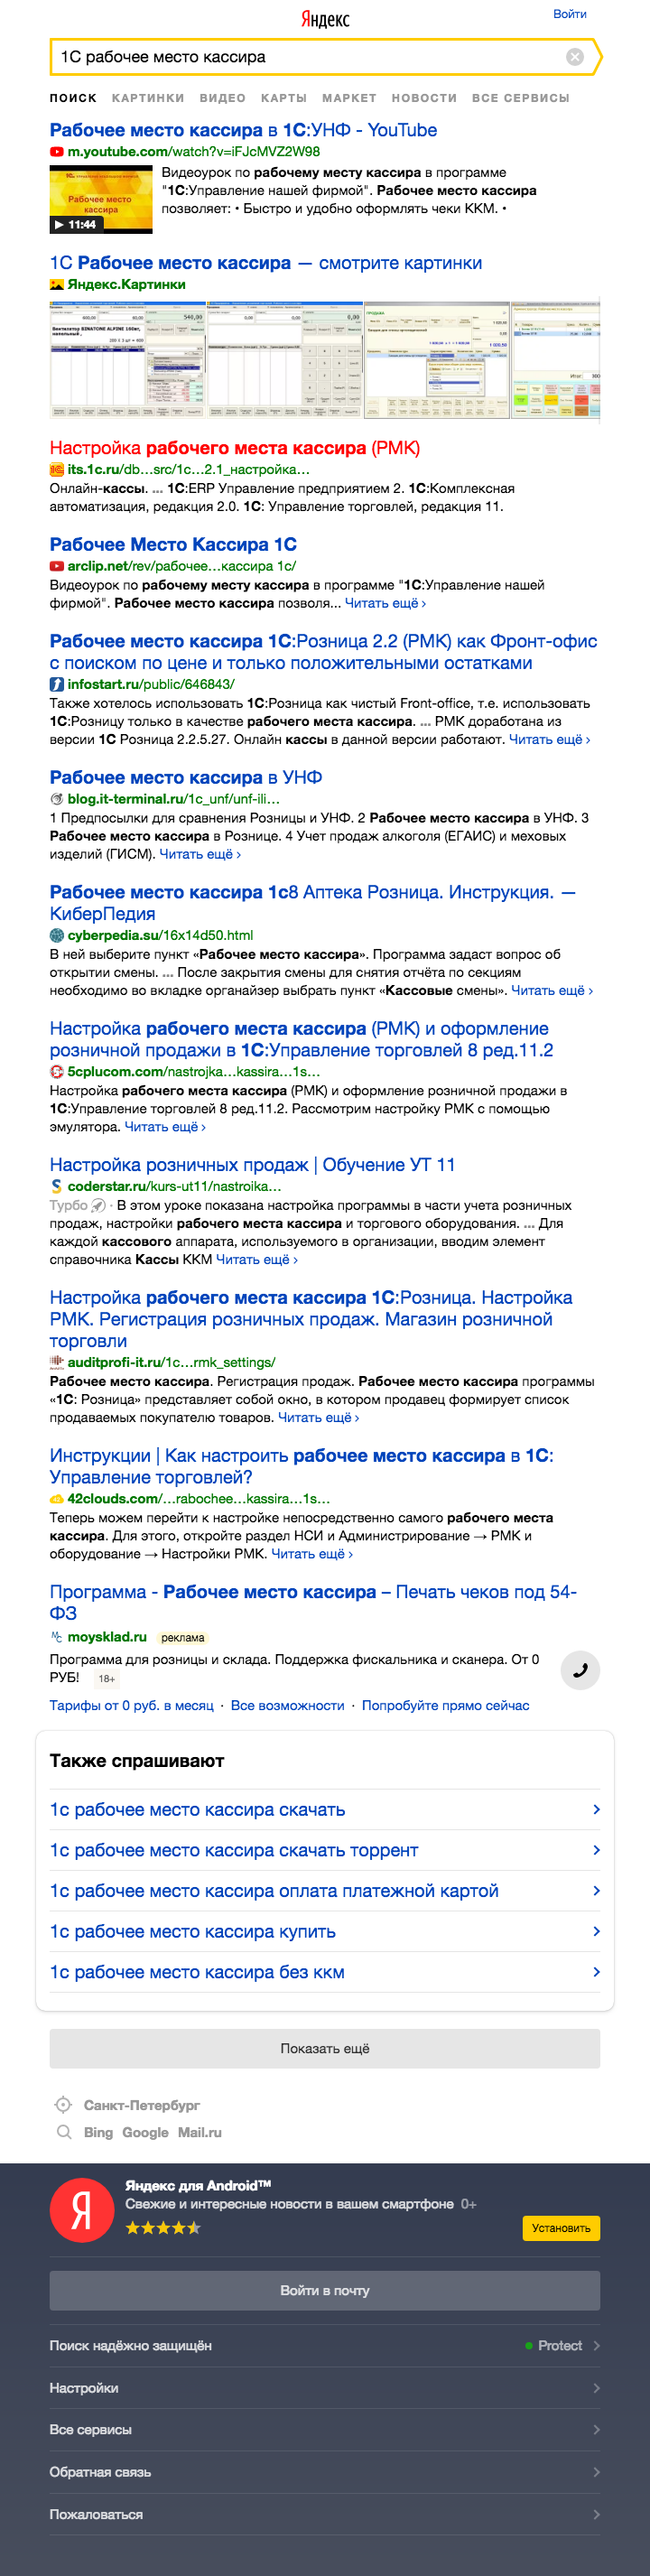 Яндекс
Войти
1С рабочее место кассира
ПОИСК КАРТИНКИ ВИДЕО КАРТЫ МАРКЕТ НОВОСТИ ВСЕ СЕРВИСЫ
Рабочее место кассира в 1С:УНФ - YouTube
m.youtube.com/watch?v=iFJcMVZ2W98
Рабочее место
кассира
11:44
Видеоурок по рабочему месту кассира в программе
"1С:Управление нашей фирмой". Рабочее место кассира
позволяет: • Быстро и удобно оформлять чеки ККМ. •
1С Рабочее место кассира — смотрите картинки
Яндекс.Картинки
Настройка рабочего места кассира (РМК)
its.1c.ru/db…src/1c…2.1_настройка…
Онлайн-кассы. ... 1С:ERP Управление предприятием 2. 1С:Комплексная
автоматизация, редакция 2.0. 1С: Управление торговлей, редакция 11.
Рабочее Место Кассира 1С
arclip.net/rev/рабочее…кассира 1с/
Видеоурок по рабочему месту кассира в программе "1С:Управление нашей
фирмой". Рабочее место кассира позволя... Читать ещё ›
Рабочее место кассира 1С:Розница 2.2 (РМК) как Фронт-офис
с поиском по цене и только положительными остатками
infostart.ru/public/646843/
Также хотелось использовать 1С:Розница как чистый Front-office, т.е. использовать
1С:Розницу только в качестве рабочего места кассира. ... РМК доработана из
версии 1С Розница 2.2.5.27. Онлайн кассы в данной версии работают. Читать ещё ›
Рабочее место кассира в УНФ
blog.it-terminal.ru/1c_unf/unf-ili…
1 Предпосылки для сравнения Розницы и УНФ. 2 Рабочее место кассира в УНФ. 3
Рабочее место кассира в Рознице. 4 Учет продаж алкоголя (ЕГАИС) и меховых
изделий (ГИСМ). Читать ещё ›
Рабочее место кассира 1с8 Аптека Розница. Инструкция. —
КиберПедия
cyberpedia.su/16x14d50.html
В ней выберите пункт «Рабочее место кассира». Программа задаст вопрос об
открытии смены. ... После закрытия смены для снятия отчёта по секциям
необходимо во вкладке органайзер выбрать пункт «Кассовые смены». Читать ещё ›
Настройка рабочего места кассира (РМК) и оформление
розничной продажи в 1С:Управление торговлей 8 ред.11.2
5cplucom.com/nastrojka…kassira…1s…
Настройка рабочего места кассира (РМК) и оформление розничной продажи в
1С:Управление торговлей 8 ред.11.2. Рассмотрим настройку РМК с помощью
эмулятора. Читать ещё ›
Настройка розничных продаж | Обучение УТ 11
coderstar.ru/kurs-ut11/nastroika…
Турбо · В этом уроке показана настройка программы в части учета розничных
продаж, настройки рабочего места кассира и торгового оборудования. ... Для
каждой кассового аппарата, используемого в организации, вводим элемент
справочника Кассы ККМ Читать ещё ›
Настройка рабочего места кассира 1С:Розница. Настройка
РМК. Регистрация розничных продаж. Магазин розничной
торговли
auditprofi-it.ru/1c…rmk_settings/
Рабочее место кассира. Регистрация продаж. Рабочее место кассира программы
«1С: Розница» представляет собой окно, в котором продавец формирует список
продаваемых покупателю товаров. Читать ещё ›
Инструкции | Как настроить рабочее место кассира в 1С:
Управление торговлей?
42clouds.com/…rabochee…kassira…1s…
Теперь можем перейти к настройке непосредственно самого рабочего места
кассира. Для этого, откройте раздел НСИ и Администрирование → РМК и
оборудование → Настройки РМК. Читать ещё ›
Программа - Рабочее место кассира – Печать чеков под 54-
ФЗ
moysklad.ru реклама
Программа для розницы и склада. Поддержка фискальника и сканера. От 0
РУБ! 18+
Тарифы от 0 руб. в месяц · Все возможности · Попробуйте прямо сейчас
Также спрашивают
1с рабочее место кассира скачать
1с рабочее место кассира скачать торрент
1с рабочее место кассира оплата платежной картой
1с рабочее место кассира купить
1с рабочее место кассира без ккм
Показать ещё
Санкт-Петербург
Bing Google Mail.ru
Я
Яндекс для Android™
Свежие и интересные новости в вашем смартфоне 0+
Установить
Войти в почту
Поиск надёжно защищён Protect
Настройки
Все сервисы
Обратная связь
Пожаловаться